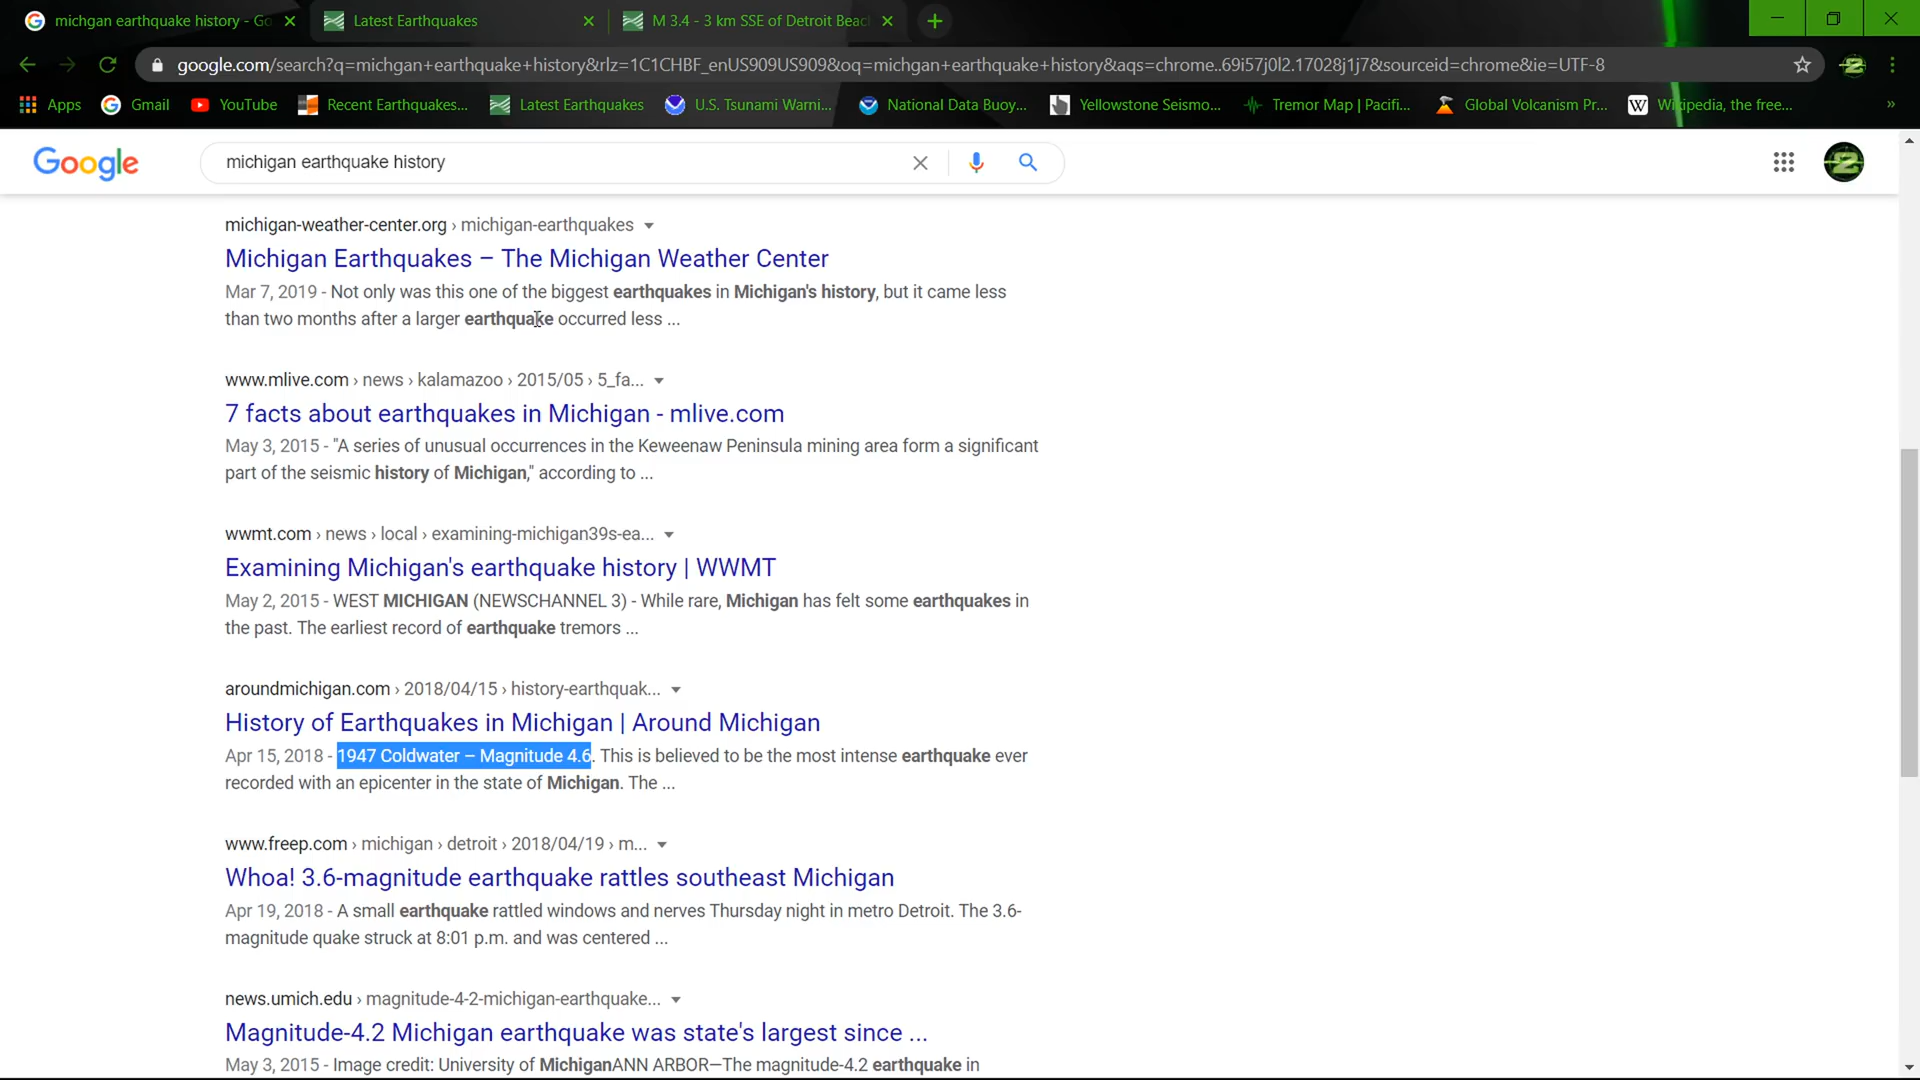 michgan earthquake history - Go
Latest Earthquakes
M 3.4 - 3 km SSE of Detroit Beac
google.com/search?q=michgan+earthquake+history&rlz=1C1CHBF_enUS909US909&oq=michgan+earthquake+history&aqs=chrome..69i57j0l2.17028j1j7&sourceid=chrome&ie=UTF-8
Apps Gmail YouTube Recent Earthquakes... Latest Earthquakes U.S. Tsunami Warni... National Data Buoy... Yellowstone Seismo... Tremor Map | Pacifi... Global Volcanism Pr... W Wikipedia, the free... »
Google
michigan earthquake history
2
michigan-weather-center.org › michigan-earthquakes
Michigan Earthquakes – The Michigan Weather Center
Mar 7, 2019 - Not only was this one of the biggest earthquakes in Michigan's history, but it came less
than two months after a larger earthquake occurred less ...
www.mlive.com › news › kalamazoo › 2015/05 › 5_fa...
7 facts about earthquakes in Michigan - mlive.com
May 3, 2015 - "A series of unusual occurrences in the Keweenaw Peninsula mining area form a significant
part of the seismic history of Michigan," according to ...
wwmt.com › news › local › examining-michigan39s-ea...
Examining Michigan's earthquake history | WWMT
May 2, 2015 - WEST MICHIGAN (NEWSCHANNEL 3) - While rare, Michigan has felt some earthquakes in
the past. The earliest record of earthquake tremors ...
aroundmichigan.com › 2018/04/15 › history-earthquak...
History of Earthquakes in Michigan | Around Michigan
Apr 15, 2018 - 1947 Coldwater – Magnitude 4.6. This is believed to be the most intense earthquake ever
recorded with an epicenter in the state of Michigan. The ...
www.freep.com › michigan › detroit › 2018/04/19 › m...
Whoa! 3.6-magnitude earthquake rattles southeast Michigan
Apr 19, 2018 - A small earthquake rattled windows and nerves Thursday night in metro Detroit. The 3.6-
magnitude quake struck at 8:01 p.m. and was centered ...
news.umich.edu › magnitude-4-2-michigan-earthquake...
Magnitude-4.2 Michigan earthquake was state's largest since ...
May 3, 2015 - Image credit: University of MichiganANN ARBOR—The magnitude-4.2 earthquake in